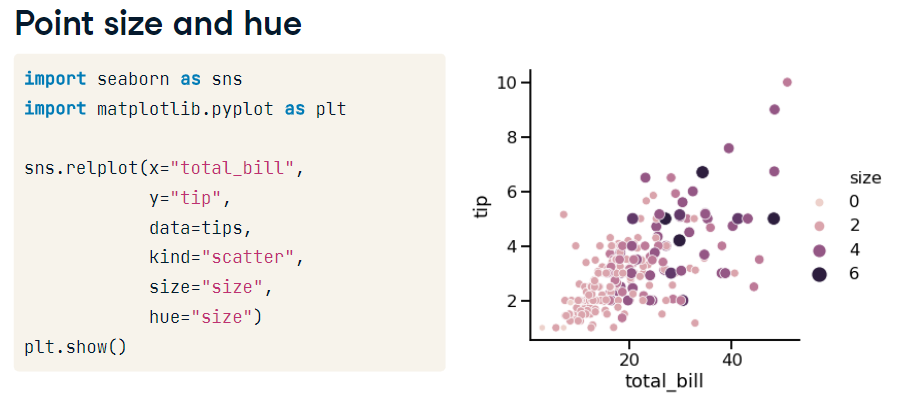 Point size and hue
import seaborn as sns
import matplotlib.pyplot as plt
sns.relplot(x="total_bill",
y="tip",
data=tips,
kind="scatter",
size="size",
hue="size")
plt.show()
10
8
6
4
2
tip
20 40
total_bill
size
0
2
4
6